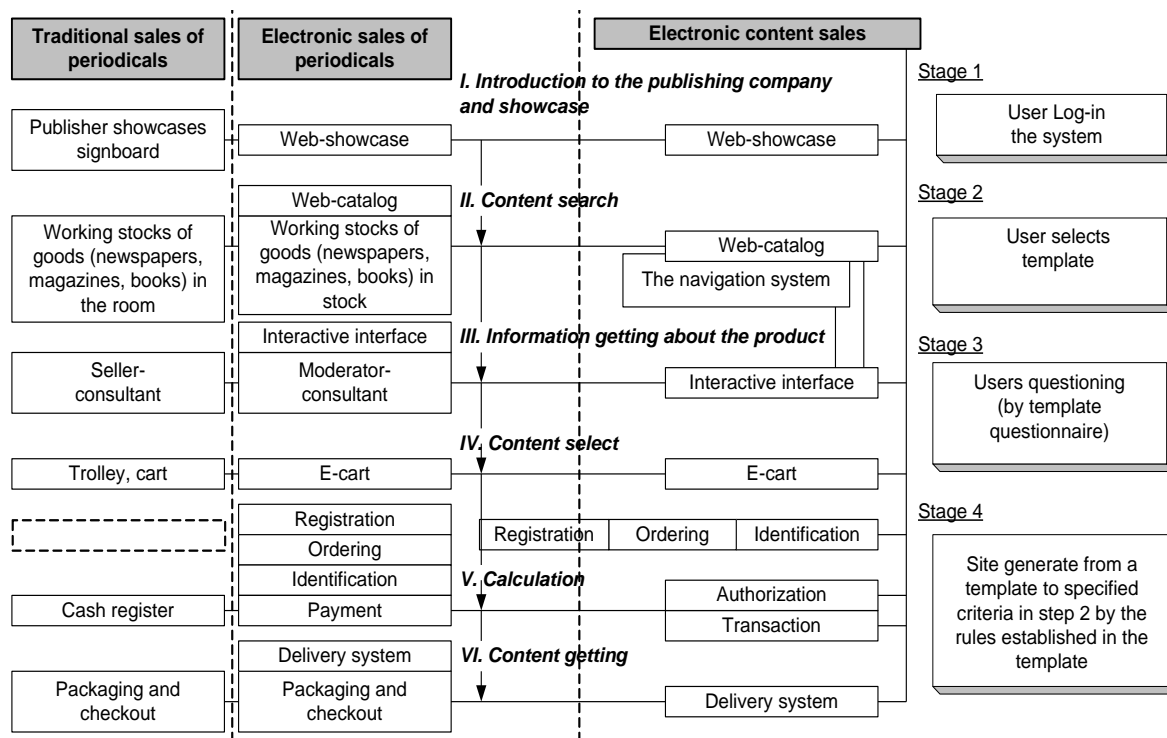 Traditional sales of
periodicals
Electronic sales of
periodicals
Electronic content sales
I. Introduction to the publishing company
and showcase
Publisher showcases
signboard
Web-showcase
Web-showcase
Web-catalog
II. Content search
Working stocks of
goods (newspapers,
magazines, books) in
the room
Working stocks of
goods (newspapers,
magazines, books) in
stock
Web-catalog
The navigation system
Interactive interface
III. Information getting about the product
Seller-
consultant
Moderator-
consultant
Interactive interface
IV. Content select
Trolley, cart
E-cart
E-cart
Registration
Ordering
Identification
Registration
Ordering
Identification
V. Calculation
Cash register
Payment
Authorization
Transaction
Delivery system
VI. Content getting
Packaging and
checkout
Packaging and
checkout
Delivery system
Stage 1
User Log-in
the system
Stage 2
User selects
template
Stage 3
Users questioning
(by template
questionnaire)
Stage 4
Site generate from a
template to specified
criteria in step 2 by the
rules established in the
template